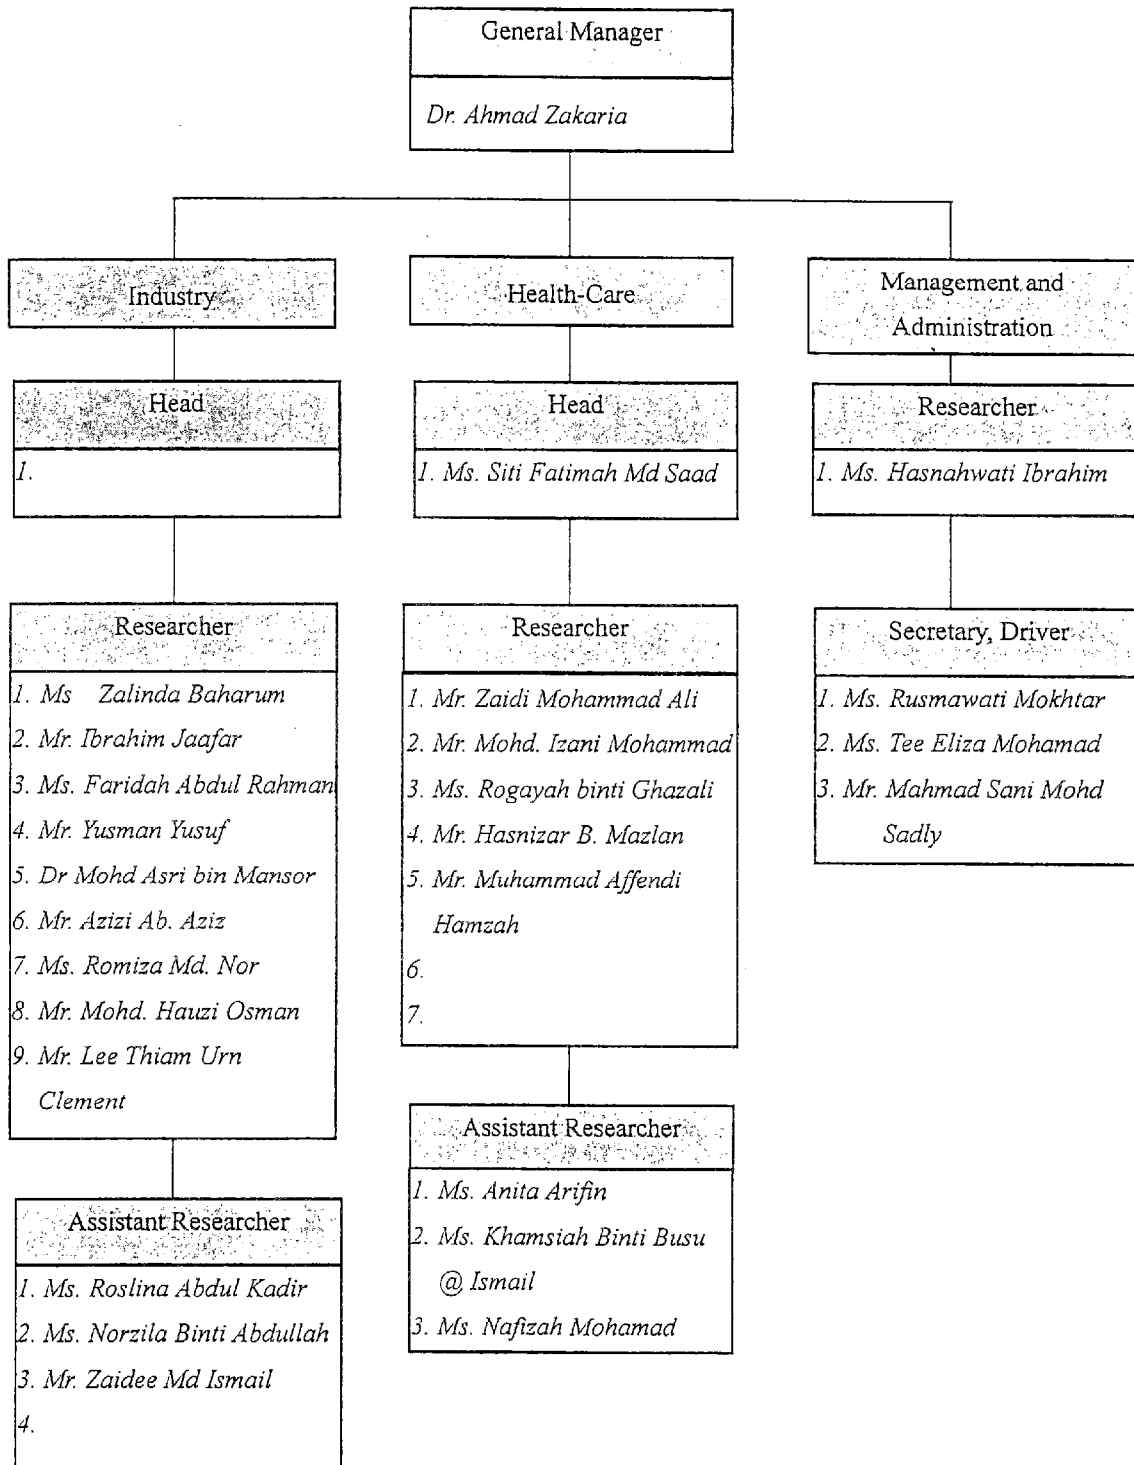 General Manager
Dr. Ahmad Zakaria
Industry
Head
1.
Researcher
1. Ms Zalinda Baharum
2. Mr. Ibrahim Jaafar
3. Ms. Faridah Abdul Rahman
4. Mr. Yusman Yusuf
5. Dr Mohd Asri bin Mansor
6. Mr. Azizi Ab. Aziz
7. Ms. Romiza Md. Nor
8. Mr. Mohd. Hauzi Osman
9. Mr. Lee Thiam Urn
Clement
Assistant Researcher
1. Ms. Roslina Abdul Kadir
2. Ms. Norzila Binti Abdullah
3. Mr. Zaidee Md Ismail
4.
Health-Care
Head
1. Ms. Siti Fatimah Md Saad
Researcher
1. Mr. Zaidi Mohammad Ali
2. Mr. Mohd. Izani Mohammad
3. Ms. Rogayah binti Ghazali
4. Mr. Hasnizar B. Mazlan
5. Mr. Muhammad Affendi
Hamzah
6.
7.
Assistant Researcher
1. Ms. Anita Arifin
2. Ms. Khamsiah Binti Busu
@ Ismail
3. Ms. Nafizah Mohamad
Management and
Administration
Researcher
1. Ms. Hasnahwati Ibrahim
Secretary, Driver
1. Ms. Rusmawati Mokhtar
2. Ms. Tee Eliza Mohamad
3. Mr. Mahmad Sani Mohd
Sadly